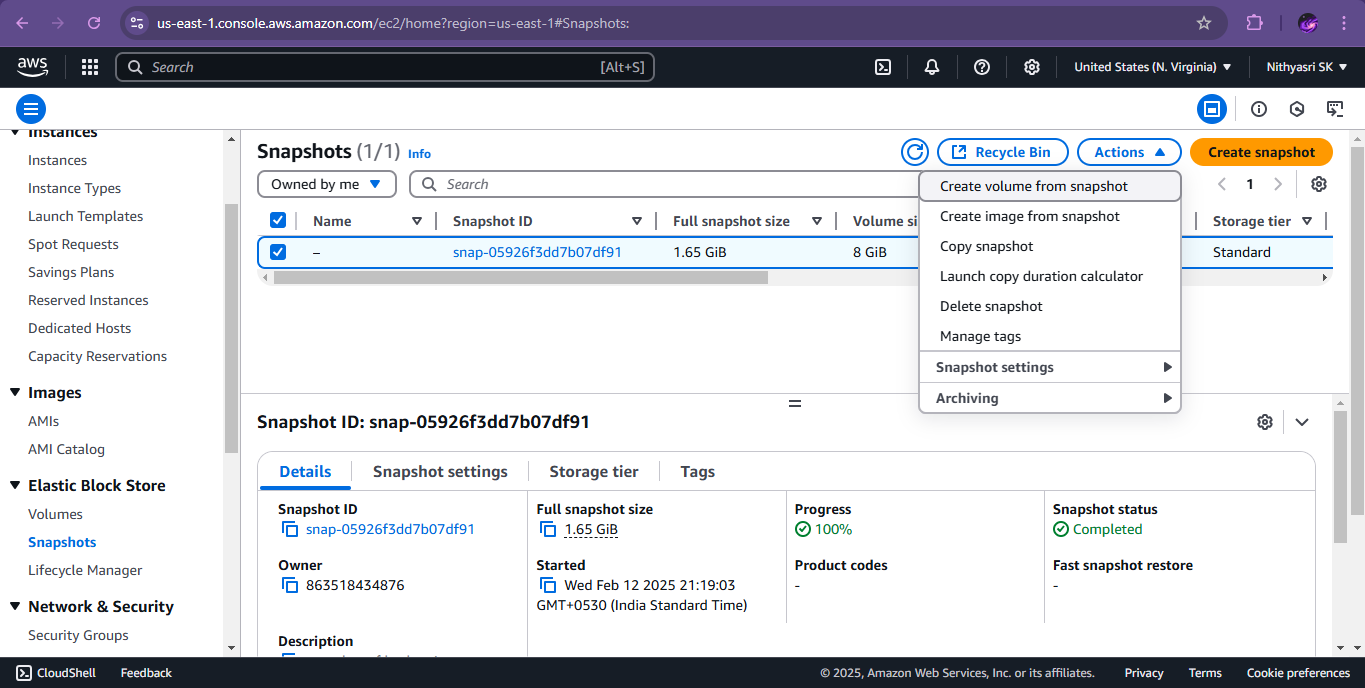 us-east-1.console.aws.amazon.com/ec2/home?region=us-east-1#Snapshots:
aws
Search
[Alt+S]
United States (N. Virginia)
Nithyasri SK
Instances
Instances
Instance Types
Launch Templates
Spot Requests
Savings Plans
Reserved Instances
Dedicated Hosts
Capacity Reservations
Images
AMIs
AMI Catalog
Elastic Block Store
Volumes
Snapshots
Lifecycle Manager
Network & Security
Security Groups
Snapshots (1/1) Info
Recycle Bin
Actions
Create snapshot
Owned by me
Search
1
Create volume from snapshot
Create image from snapshot
Copy snapshot
Launch copy duration calculator
Delete snapshot
Manage tags
Snapshot settings
Archiving
Name Snapshot ID Full snapshot size Volume si Storage tier
– snap-05926f3dd7b07df91 1.65 GiB 8 GiB Standard
Snapshot ID: snap-05926f3dd7b07df91
Details Snapshot settings Storage tier Tags
Snapshot ID
snap-05926f3dd7b07df91
Full snapshot size
1.65 GiB
Progress
100%
Snapshot status
Completed
Owner
863518434876
Started
Wed Feb 12 2025 21:19:03
GMT+0530 (India Standard Time)
Product codes
-
Fast snapshot restore
-
Description
CloudShell
Feedback
© 2025, Amazon Web Services, Inc. or its affiliates.
Privacy
Terms
Cookie preferences